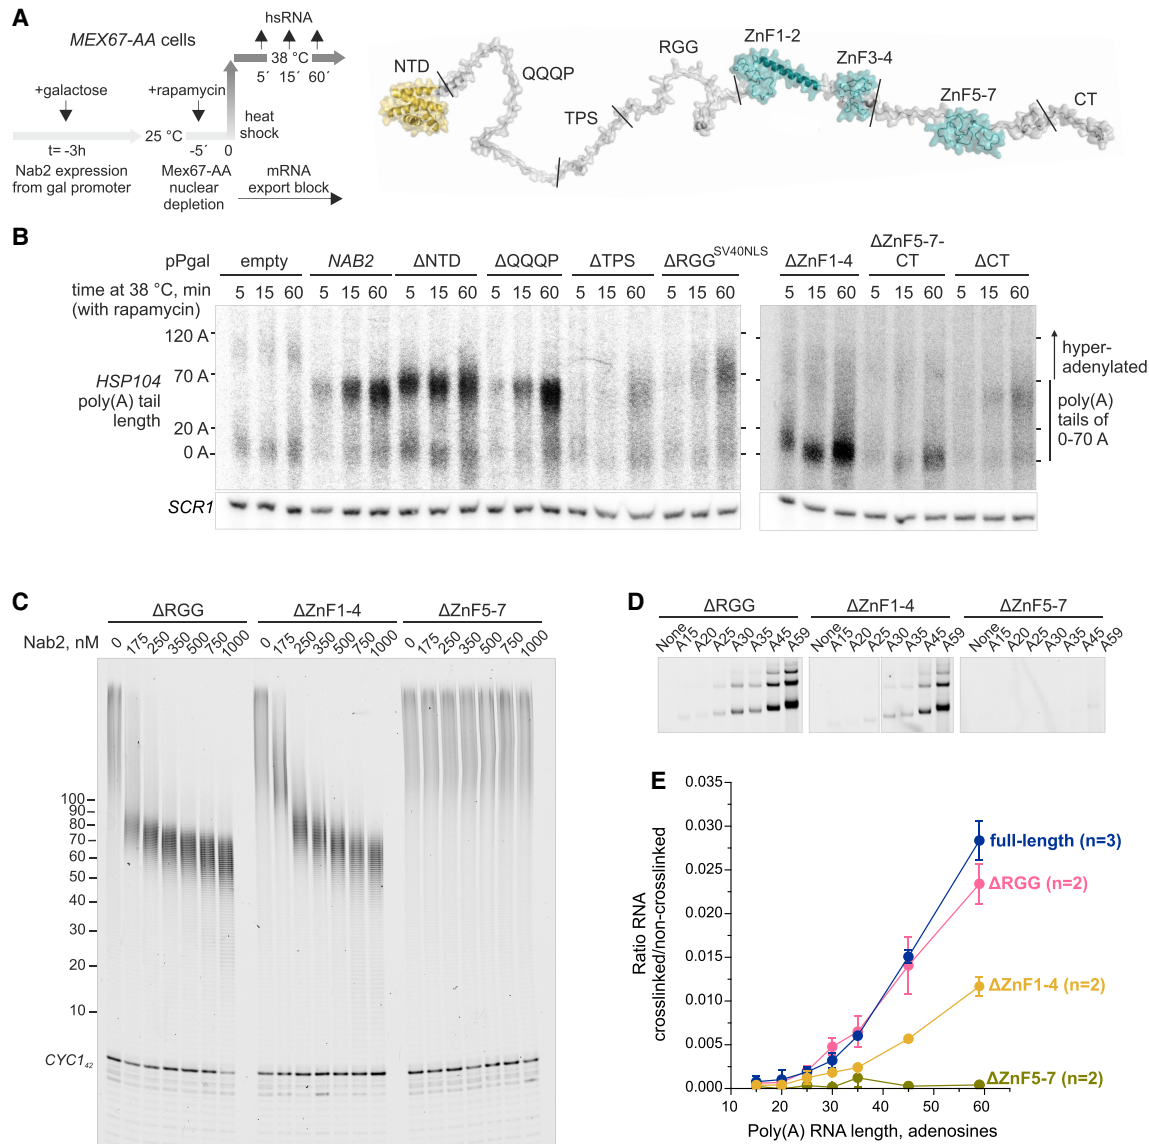 A
MEX67-AA cells
hsRNA
38 °C
5´ 15´ 60´
+galactose
+rapamycin
25 °C
heat
shock
t= -3h
-5´ 0
Nab2 expression
from gal promoter
Mex67-AA
nuclear
depletion
mRNA
export block
NTD
QQQP
TPS
RGG
ZnF1-2
ZnF3-4
ZnF5-7
CT
B
pPgal empty NAB2 ΔNTD ΔQQQP ΔTPS ΔRGG^SV40NLS ΔZnF1-4 ΔZnF5-7-CT ΔCT
time at 38 °C, min
(with rapamycin)
5 15 60 5 15 60 5 15 60 5 15 60 5 15 60 5 15 60 5 15 60 5 15 60 5 15 60
120 A
70 A
20 A
0 A
HSP104
poly(A) tail
length
hyper-
adenylated
poly(A)
tails of
0-70 A
SCR1
C
ΔRGG ΔZnF1-4 ΔZnF5-7
Nab2, nM 0 175 250 350 500 750 1000 0 175 250 350 500 750 1000 0 175 250 350 500 750 1000
100
90
80
70
60
50
40
30
20
10
CYC1₄₂
D
ΔRGG ΔZnF1-4 ΔZnF5-7
None A15 A20 A25 A30 A35 A45 A59 None A15 A20 A25 A30 A35 A45 A59 None A15 A20 A25 A30 A35 A45 A59
E
Ratio RNA
crosslinked/non-crosslinked
0.035
0.030
0.025
0.020
0.015
0.010
0.005
0.000
full-length (n=3)
ΔRGG (n=2)
ΔZnF1-4 (n=2)
ΔZnF5-7 (n=2)
10 20 30 40 50 60
Poly(A) RNA length, adenosines